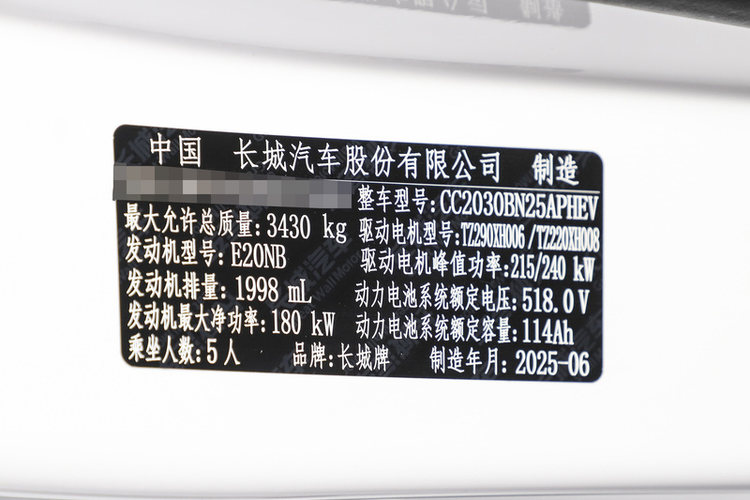 中国 长城汽车股份有限公司 制造
整车型号:CC2030BN25APHEV
最大允许总质量:3430 kg 驱动电机型号:TZ290XH006/TZ220XH008
发动机型号:E20NB 驱动电机峰值功率:215/240 kW
发动机排量:1998 mL 动力电池系统额定电压:518.0V
发动机最大净功率:180 kW 动力电池系统额定容量:114Ah
乘坐人数:5人 品牌:长城牌 制造年月:2025-06